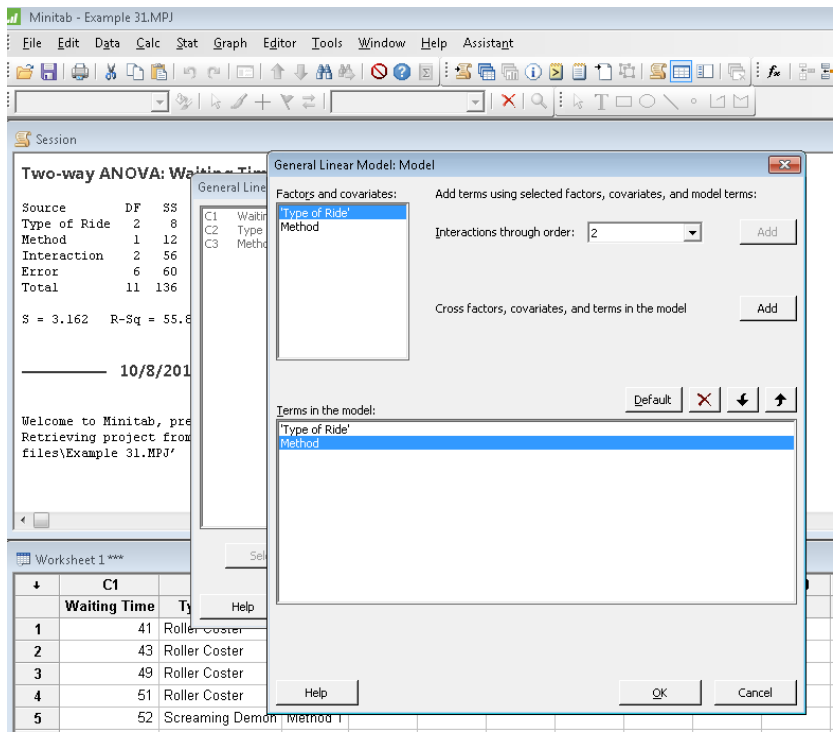 Minitab - Example 31.MPJ
File Edit Data Calc Stat Graph Editor Tools Window Help Assistant
Session
Two-way ANOVA: Waiting Tim
Source DF SS
Type of Ride 2 8
Method 1 12
Interaction 2 56
Error 6 60
Total 11 136
S = 3.162 R-Sq = 55.8
10/8/201
Welcome to Minitab, pre
Retrieving project from
files\Example 31.MPJ’
General Line
C1 Waitin
C2 Type
C3 Metho
Sel
Help
General Linear Model: Model
Factors and covariates:
'Type of Ride'
Method
Add terms using selected factors, covariates, and model terms:
Interactions through order: 2 Add
Cross factors, covariates, and terms in the model Add
Default
Terms in the model:
'Type of Ride'
Method
Help OK Cancel
Worksheet 1 ***
C1
Waiting Time Ty
1 41 Roller Coster
2 43 Roller Coster
3 49 Roller Coster
4 51 Roller Coster
5 52 Screaming Demon Method 1